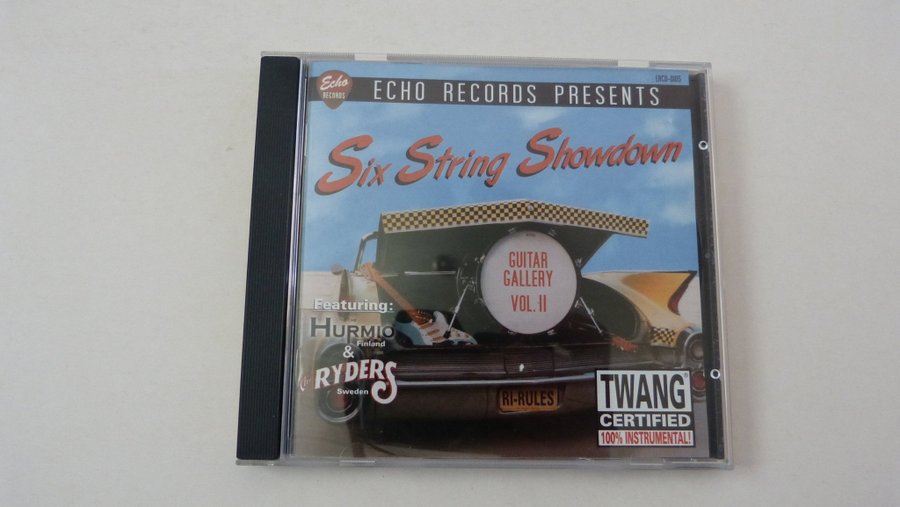 Echo
RECORDS
ECHO RECORDS PRESENTS
Six String Showdown
GUITAR
GALLERY
VOL. II
Featuring:
HURMIO
Finland
&
RYDERS
Sweden
RI-RULES
TWANG
CERTIFIED
100% INSTRUMENTAL!